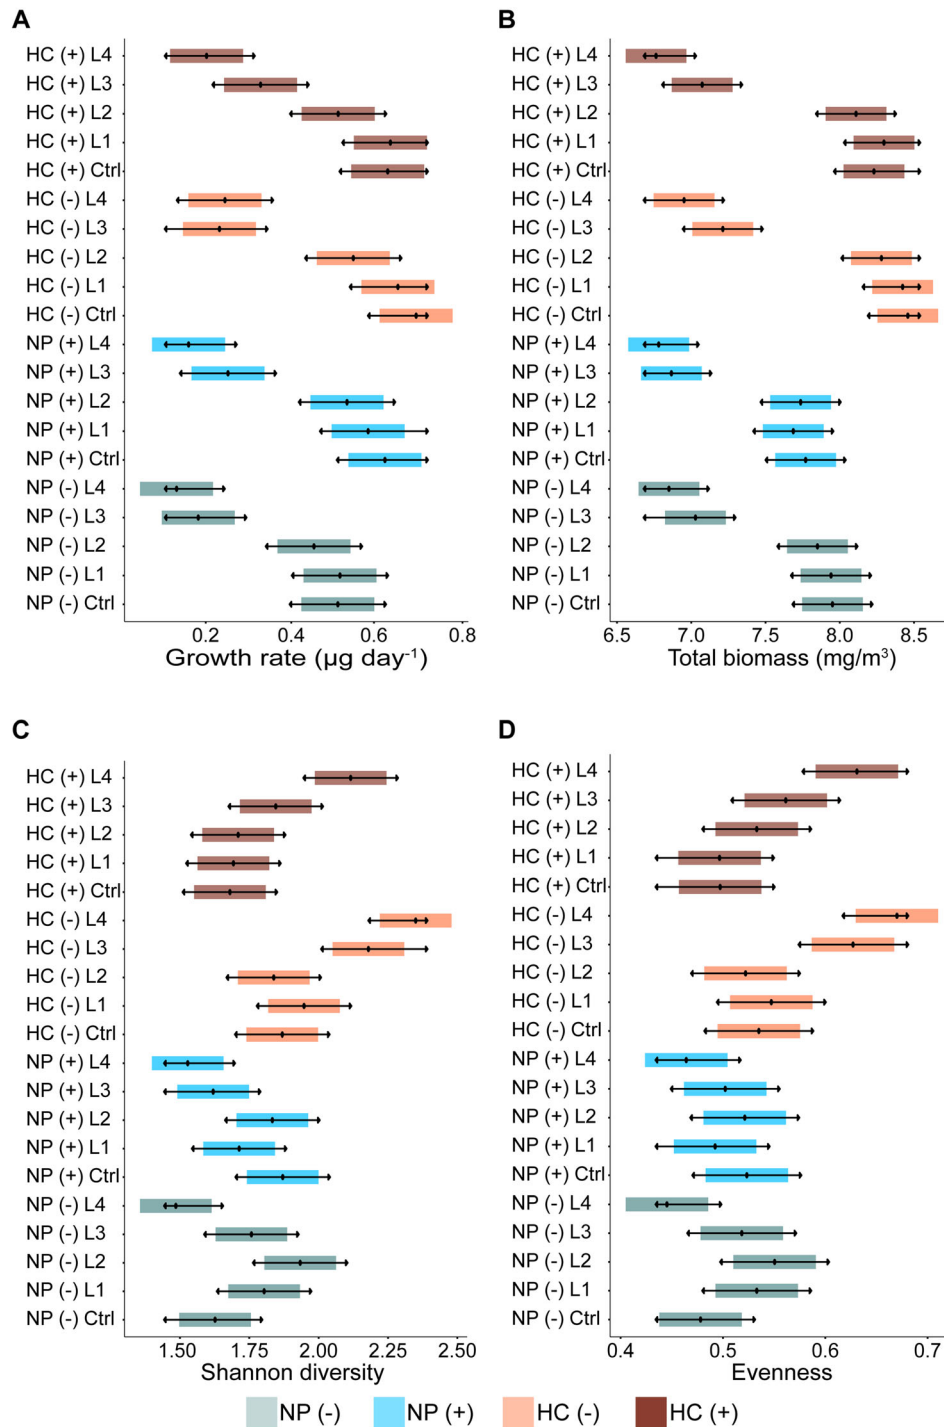 A
HC (+) L4
HC (+) L3
HC (+) L2
HC (+) L1
HC (+) Ctrl
HC (-) L4
HC (-) L3
HC (-) L2
HC (-) L1
HC (-) Ctrl
NP (+) L4
NP (+) L3
NP (+) L2
NP (+) L1
NP (+) Ctrl
NP (-) L4
NP (-) L3
NP (-) L2
NP (-) L1
NP (-) Ctrl
0.2 0.4 0.6 0.8
Growth rate (µg day⁻¹)
B
HC (+) L4
HC (+) L3
HC (+) L2
HC (+) L1
HC (+) Ctrl
HC (-) L4
HC (-) L3
HC (-) L2
HC (-) L1
HC (-) Ctrl
NP (+) L4
NP (+) L3
NP (+) L2
NP (+) L1
NP (+) Ctrl
NP (-) L4
NP (-) L3
NP (-) L2
NP (-) L1
NP (-) Ctrl
6.5 7.0 7.5 8.0 8.5
Total biomass (mg/m³)
C
HC (+) L4
HC (+) L3
HC (+) L2
HC (+) L1
HC (+) Ctrl
HC (-) L4
HC (-) L3
HC (-) L2
HC (-) L1
HC (-) Ctrl
NP (+) L4
NP (+) L3
NP (+) L2
NP (+) L1
NP (+) Ctrl
NP (-) L4
NP (-) L3
NP (-) L2
NP (-) L1
NP (-) Ctrl
1.50 1.75 2.00 2.25 2.50
Shannon diversity
D
HC (+) L4
HC (+) L3
HC (+) L2
HC (+) L1
HC (+) Ctrl
HC (-) L4
HC (-) L3
HC (-) L2
HC (-) L1
HC (-) Ctrl
NP (+) L4
NP (+) L3
NP (+) L2
NP (+) L1
NP (+) Ctrl
NP (-) L4
NP (-) L3
NP (-) L2
NP (-) L1
NP (-) Ctrl
0.4 0.5 0.6 0.7
Evenness
NP (-) NP (+) HC (-) HC (+)